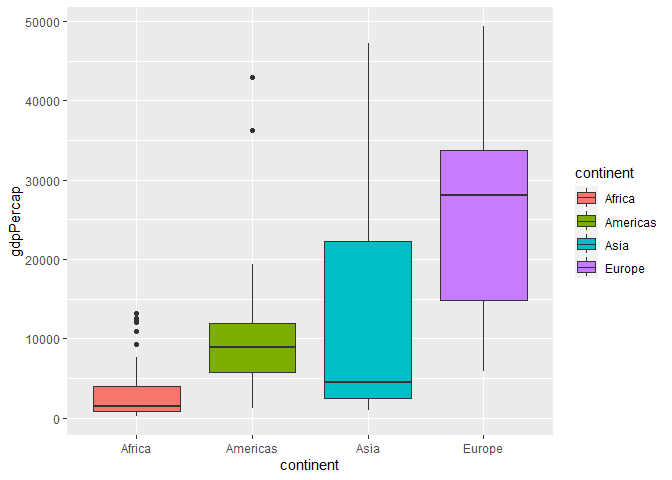 50000
40000
30000
20000
10000
0
gdpPercap
Africa
Americas
Asia
Europe
continent
continent
Africa
Americas
Asia
Europe